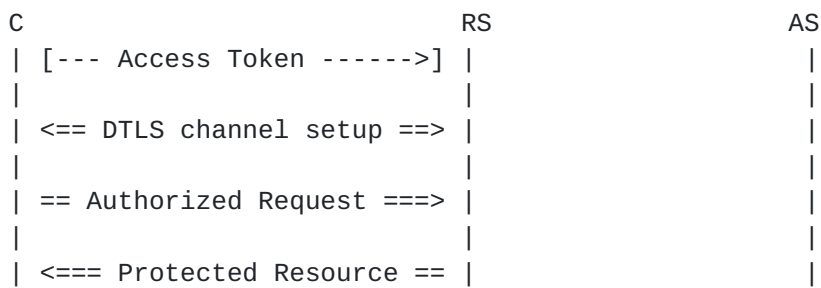 C RS AS
| [--- Access Token ------>] | |
| | |
| <== DTLS channel setup ==> | |
| | |
| == Authorized Request ===> | |
| | |
| <=== Protected Resource == | |